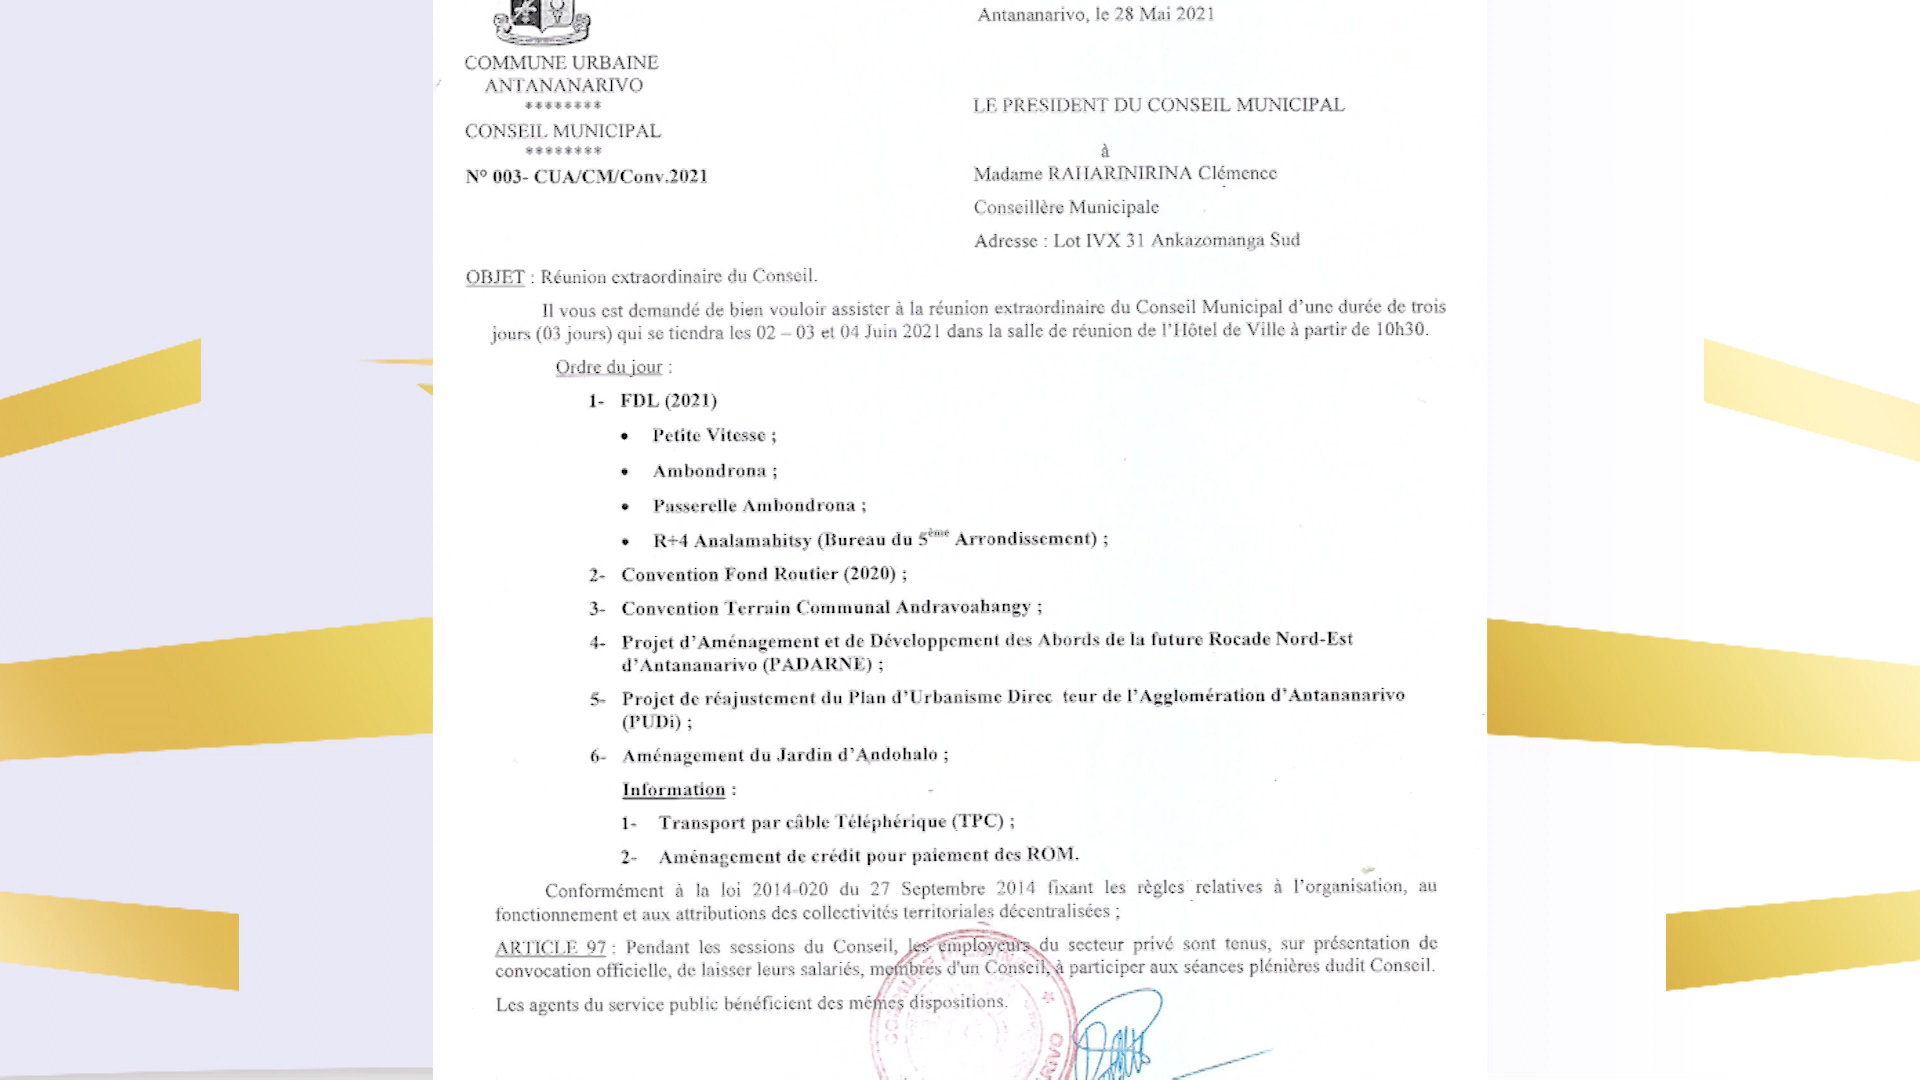 Antananarivo, le 28 Mai 2021
COMMUNE URBAINE
ANTANANARIVO
********
CONSEIL MUNICIPAL
********
N° 003- CUA/CM/Conv.2021
LE PRESIDENT DU CONSEIL MUNICIPAL
à
Madame RAHARINIRINA Clémence
Conseillère Municipale
Adresse : Lot IVX 31 Ankazomanga Sud
OBJET : Réunion extraordinaire du Conseil.
Il vous est demandé de bien vouloir assister à la réunion extraordinaire du Conseil Municipal d'une durée de trois
jours (03 jours) qui se tiendra les 02 – 03 et 04 Juin 2021 dans la salle de réunion de l'Hôtel de Ville à partir de 10h30.
Ordre du jour :
1- FDL (2021)
• Petite Vitesse ;
• Ambondrona ;
• Passerelle Ambondrona ;
• R+4 Analamahitsy (Bureau du 5ème Arrondissement) ;
2- Convention Fond Routier (2020) ;
3- Convention Terrain Communal Andravoahangy ;
4- Projet d'Aménagement et de Développement des Abords de la future Rocade Nord-Est
d'Antananarivo (PADARNE) ;
5- Projet de réajustement du Plan d'Urbanisme Direc teur de l'Agglomération d'Antananarivo
(PUDi) ;
6- Aménagement du Jardin d'Andohalo ;
Information :
1- Transport par câble Téléphérique (TPC) ;
2- Aménagement de crédit pour paiement des ROM.
Conformément à la loi 2014-020 du 27 Septembre 2014 fixant les règles relatives à l'organisation, au
fonctionnement et aux attributions des collectivités territoriales décentralisées ;
ARTICLE 97 : Pendant les sessions du Conseil, les employeurs du secteur privé sont tenus, sur présentation de
convocation officielle, de laisser leurs salariés, membres d'un Conseil, à participer aux séances plénières dudit Conseil.
Les agents du service public bénéficient des mêmes dispositions.